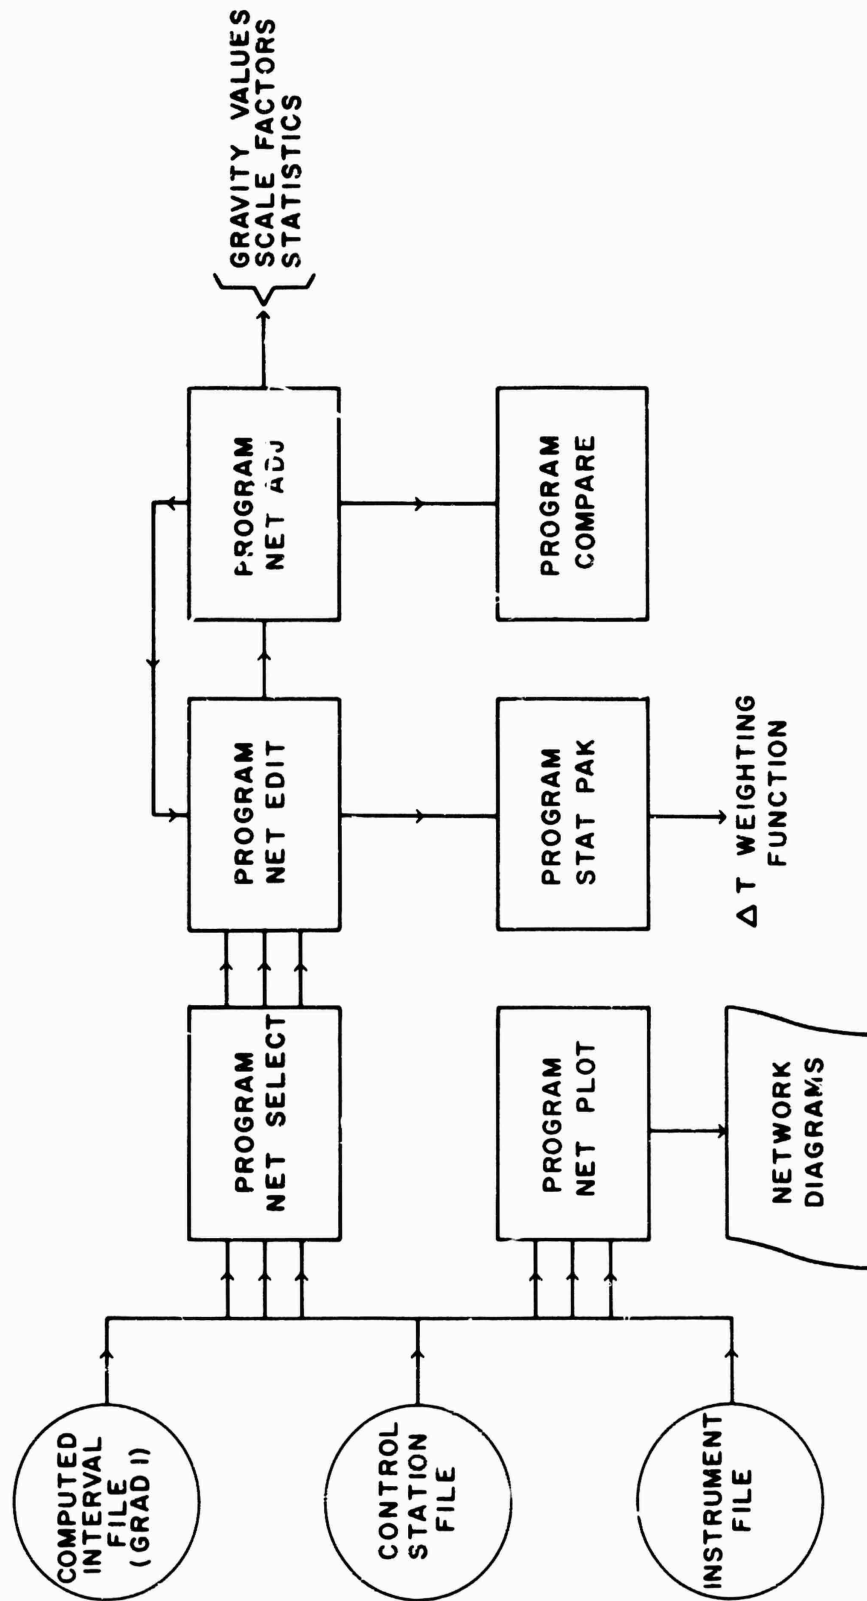 COMPUTED
INTERVAL
FILE
(GRAD 1)
CONTROL
STATION
FILE
INSTRUMENT
FILE
PROGRAM
NET SELECT
PROGRAM
NET PLOT
NETWORK
DIAGRAMS
PROGRAM
NET EDIT
PROGRAM
STAT PAK
Δ T WEIGHTING
FUNCTION
PROGRAM
NET ADJ
PROGRAM
COMPARE
GRAVITY VALUES
SCALE FACTORS
STATISTICS